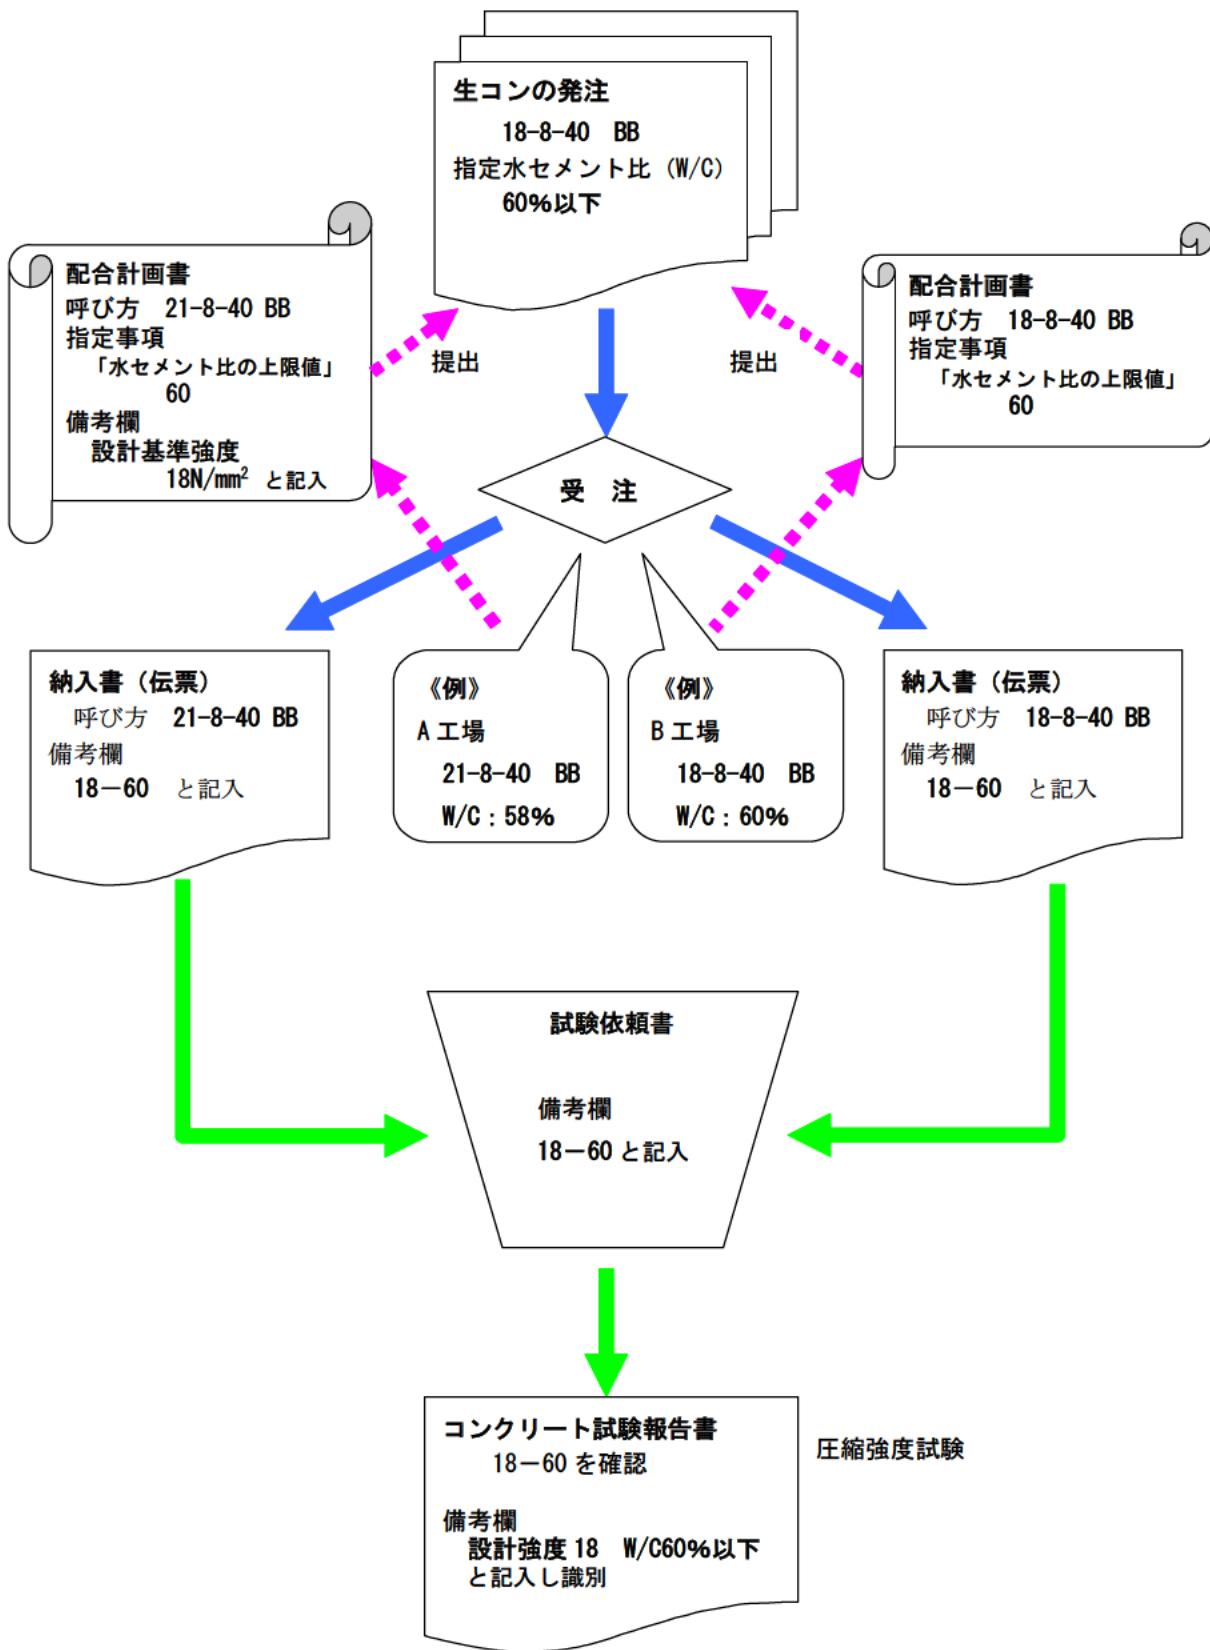 生コンの発注
18-8-40 BB
指定水セメント比（W/C）
60%以下
配合計画書
呼び方 21-8-40 BB
指定事項
「水セメント比の上限値」
60
備考欄
設計基準強度
18N/mm² と記入
提出
提出
配合計画書
呼び方 18-8-40 BB
指定事項
「水セメント比の上限値」
60
受 注
納入書（伝票）
呼び方 21-8-40 BB
備考欄
18－60 と記入
《例》
A工場
21-8-40 BB
W/C：58%
《例》
B工場
18-8-40 BB
W/C：60%
納入書（伝票）
呼び方 18-8-40 BB
備考欄
18－60 と記入
試験依頼書
備考欄
18－60 と記入
コンクリート試験報告書
18－60 を確認
備考欄
設計強度 18 W/C60%以下
と記入し識別
圧縮強度試験